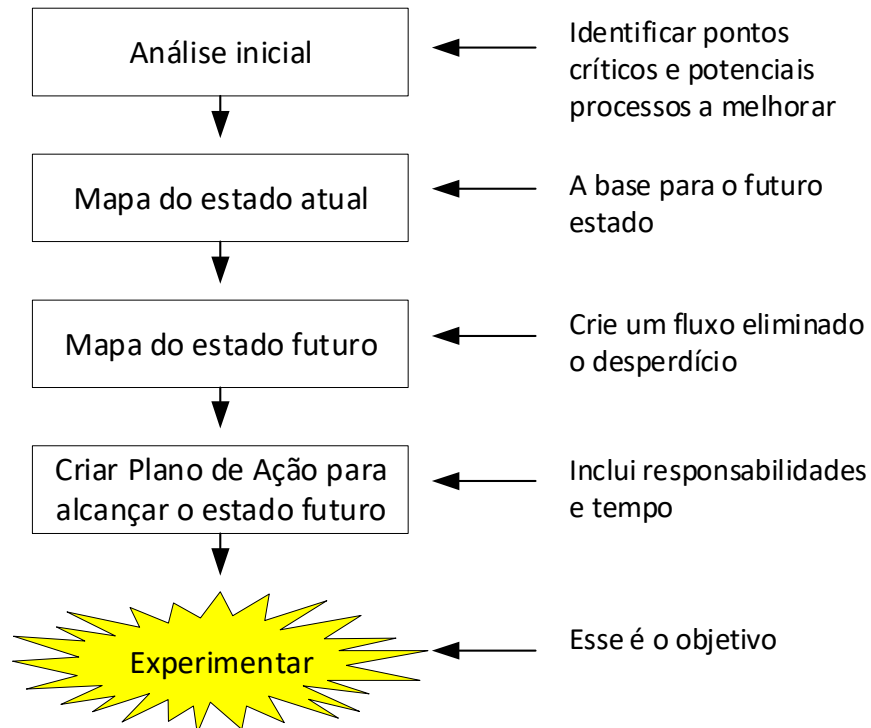 Análise inicial
Identificar pontos
críticos e potenciais
processos a melhorar
Mapa do estado atual
A base para o futuro
estado
Mapa do estado futuro
Crie um fluxo eliminado
o desperdício
Criar Plano de Ação para
alcançar o estado futuro
Inclui responsabilidades
e tempo
Experimentar
Esse é o objetivo